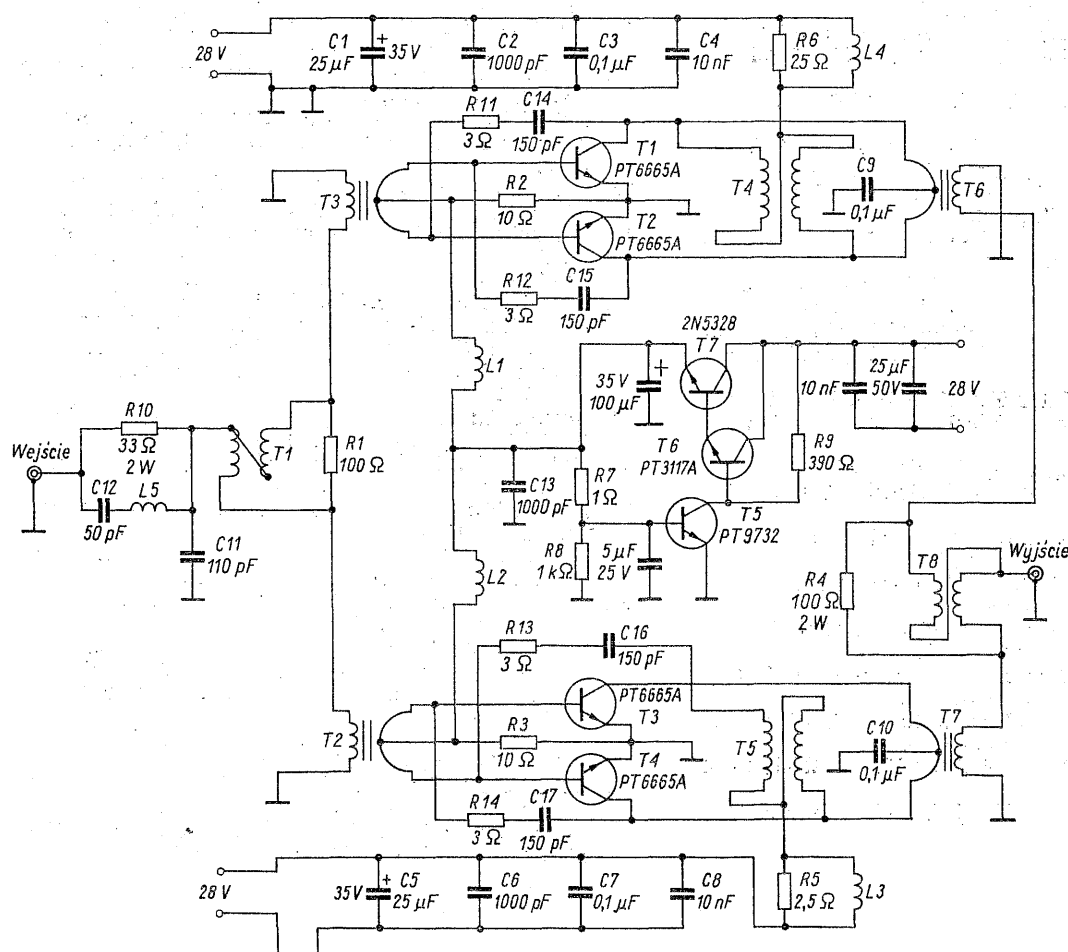 28 V
C1
25 µF
+
35 V
C2
1000 pF
C3
0,1 µF
C4
10 nF
R6
25 Ω
L4
R11
3 Ω
C14
150 pF
T1
PT6665A
T3
R2
10 Ω
T2
PT6665A
T4
C9
0,1 µF
T6
R12
3 Ω
C15
150 pF
2N5328
T7
L1
35 V
100 µF
+
10 nF
25 µF
50V
28 V
R10
33 Ω
2 W
Wejście
T1
R1
100 Ω
T6
PT3117A
R9
390 Ω
C12
50 pF
L5
C13
1000 pF
R7
1Ω
T5
PT9732
C11
110 pF
L2
R8
1 kΩ
5 µF
25 V
R4
100 Ω
2 W
T8
Wyjście
R13
3 Ω
C16
150 pF
PT6665A
T3
T2
R3
10 Ω
T4
PT6665A
T5
C10
0,1 µF
T7
R14
3 Ω
C17
150 pF
28 V
35V
+
C5
25 µF
C6
1000 pF
C7
0,1 µF
C8
10 nF
R5
2,5 Ω
L3